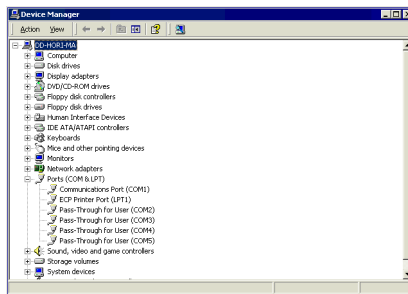 Device Manager
Action View
DD-HORI-MA
Computer
Disk drives
Display adapters
DVD/CD-ROM drives
Floppy disk controllers
Floppy disk drives
Human Interface Devices
IDE ATA/ATAPI controllers
Keyboards
Mice and other pointing devices
Monitors
Network adapters
Ports (COM & LPT)
Communications Port (COM1)
ECP Printer Port (LPT1)
Pass-Through for User (COM2)
Pass-Through for User (COM3)
Pass-Through for User (COM4)
Pass-Through for User (COM5)
Sound, video and game controllers
Storage volumes
System devices